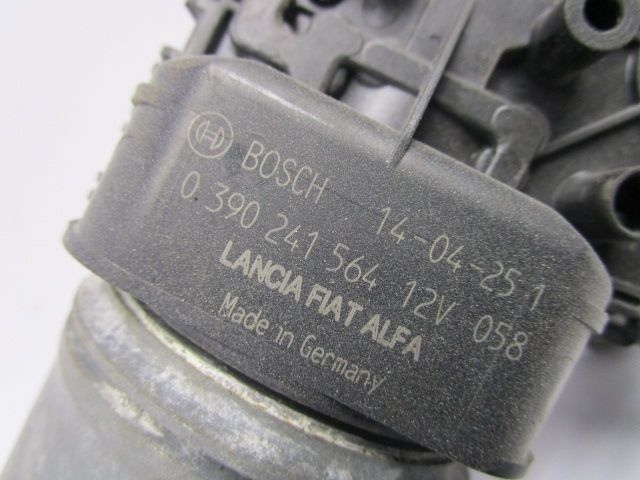 BOSCH 14-04-25 1
0 390 241 564 12V 058
LANCIA FIAT ALFA
Made in Germany